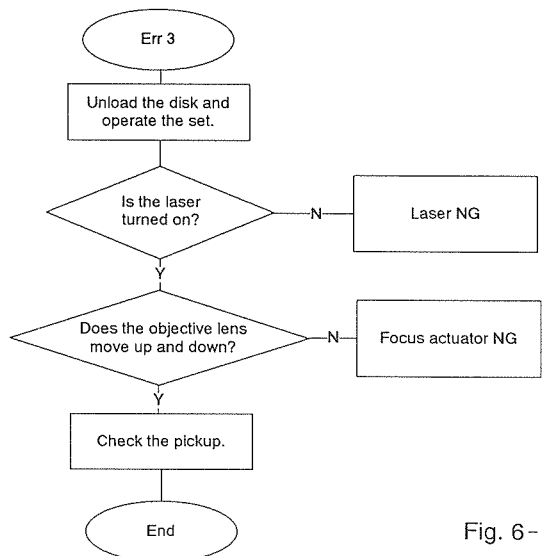 Err 3
Unload the disk and
operate the set.
Is the laser
turned on?
N
Laser NG
Y
Does the objective lens
move up and down?
N
Focus actuator NG
Y
Check the pickup.
End
Fig. 6-